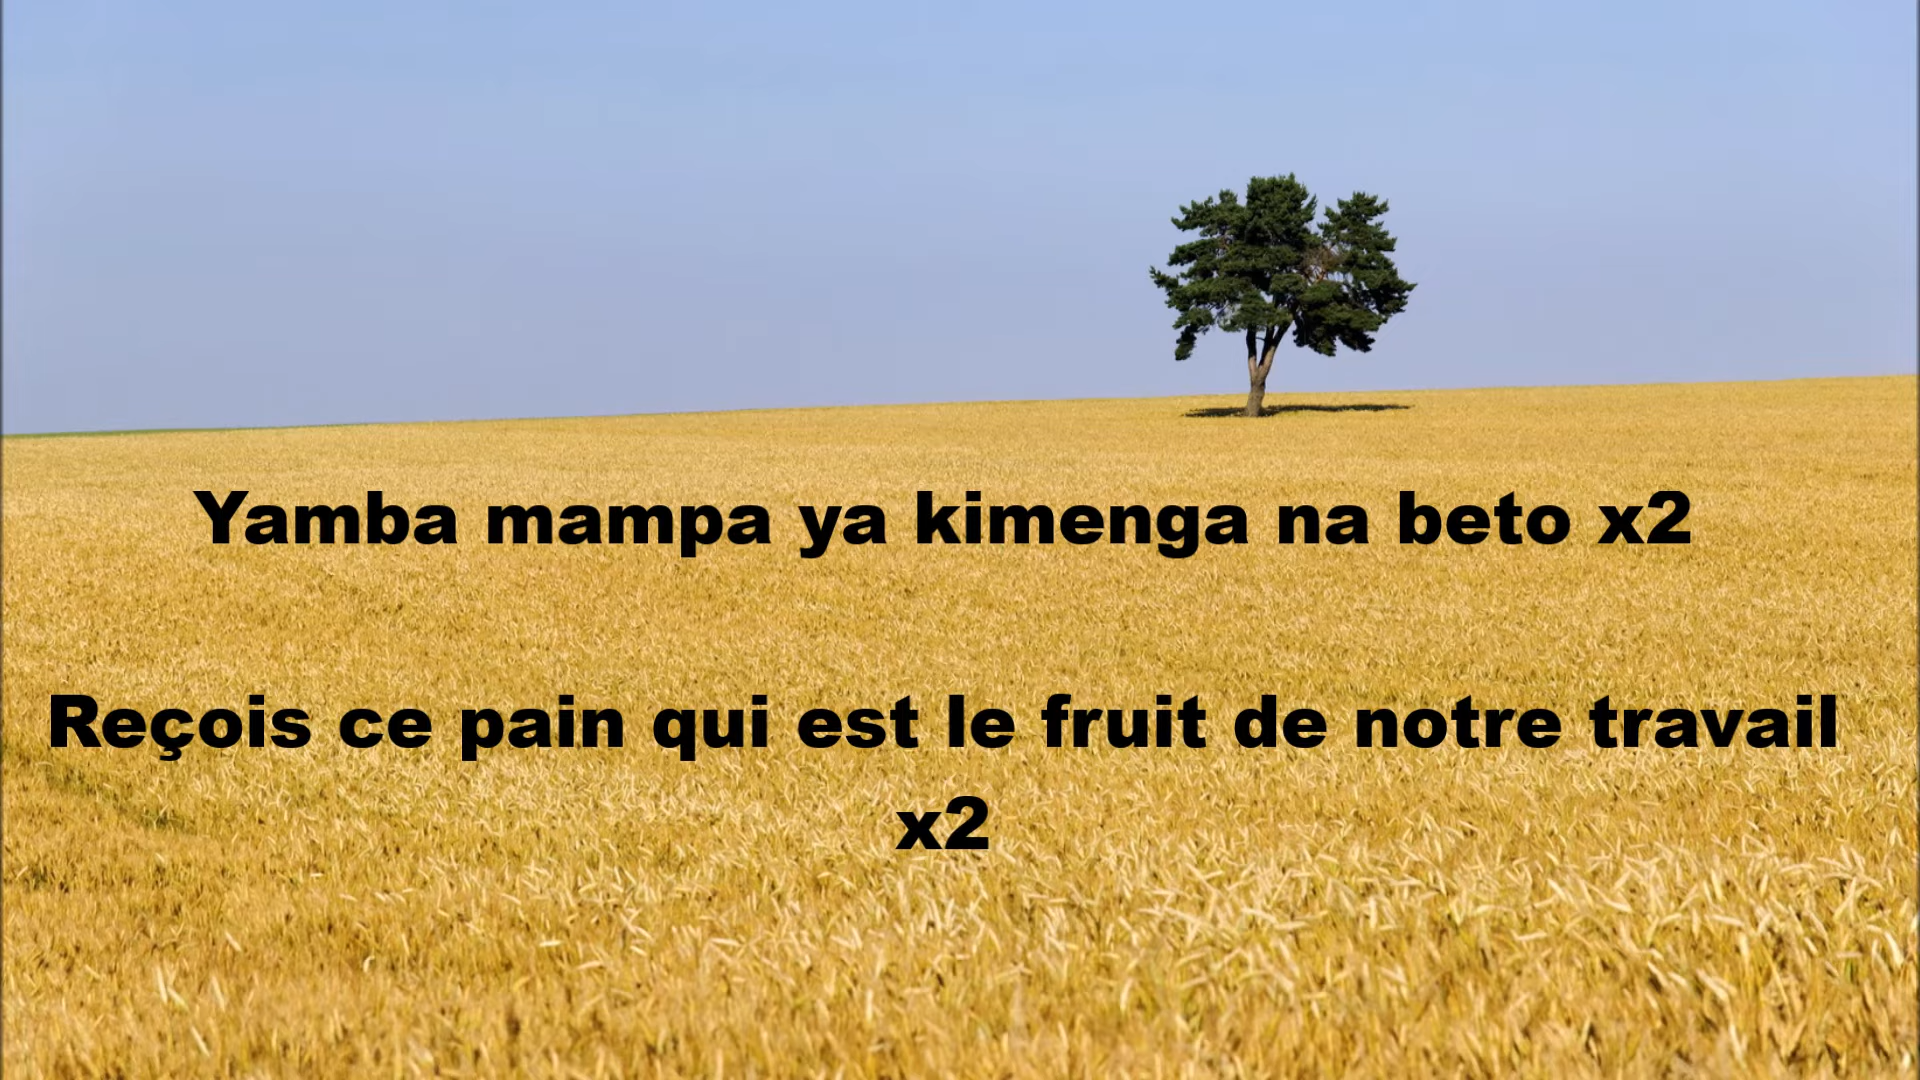 Yamba mampa ya kimenga na beto x2
Reçois ce pain qui est le fruit de notre travail
x2